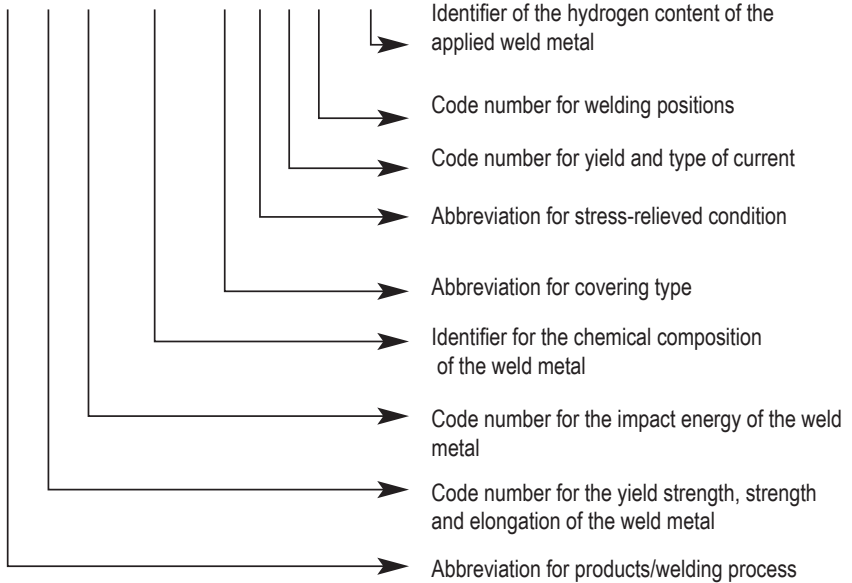 Identifier of the hydrogen content of the
applied weld metal
Code number for welding positions
Code number for yield and type of current
Abbreviation for stress-relieved condition
Abbreviation for covering type
Identifier for the chemical composition
of the weld metal
Code number for the impact energy of the weld
metal
Code number for the yield strength, strength
and elongation of the weld metal
Abbreviation for products/welding process